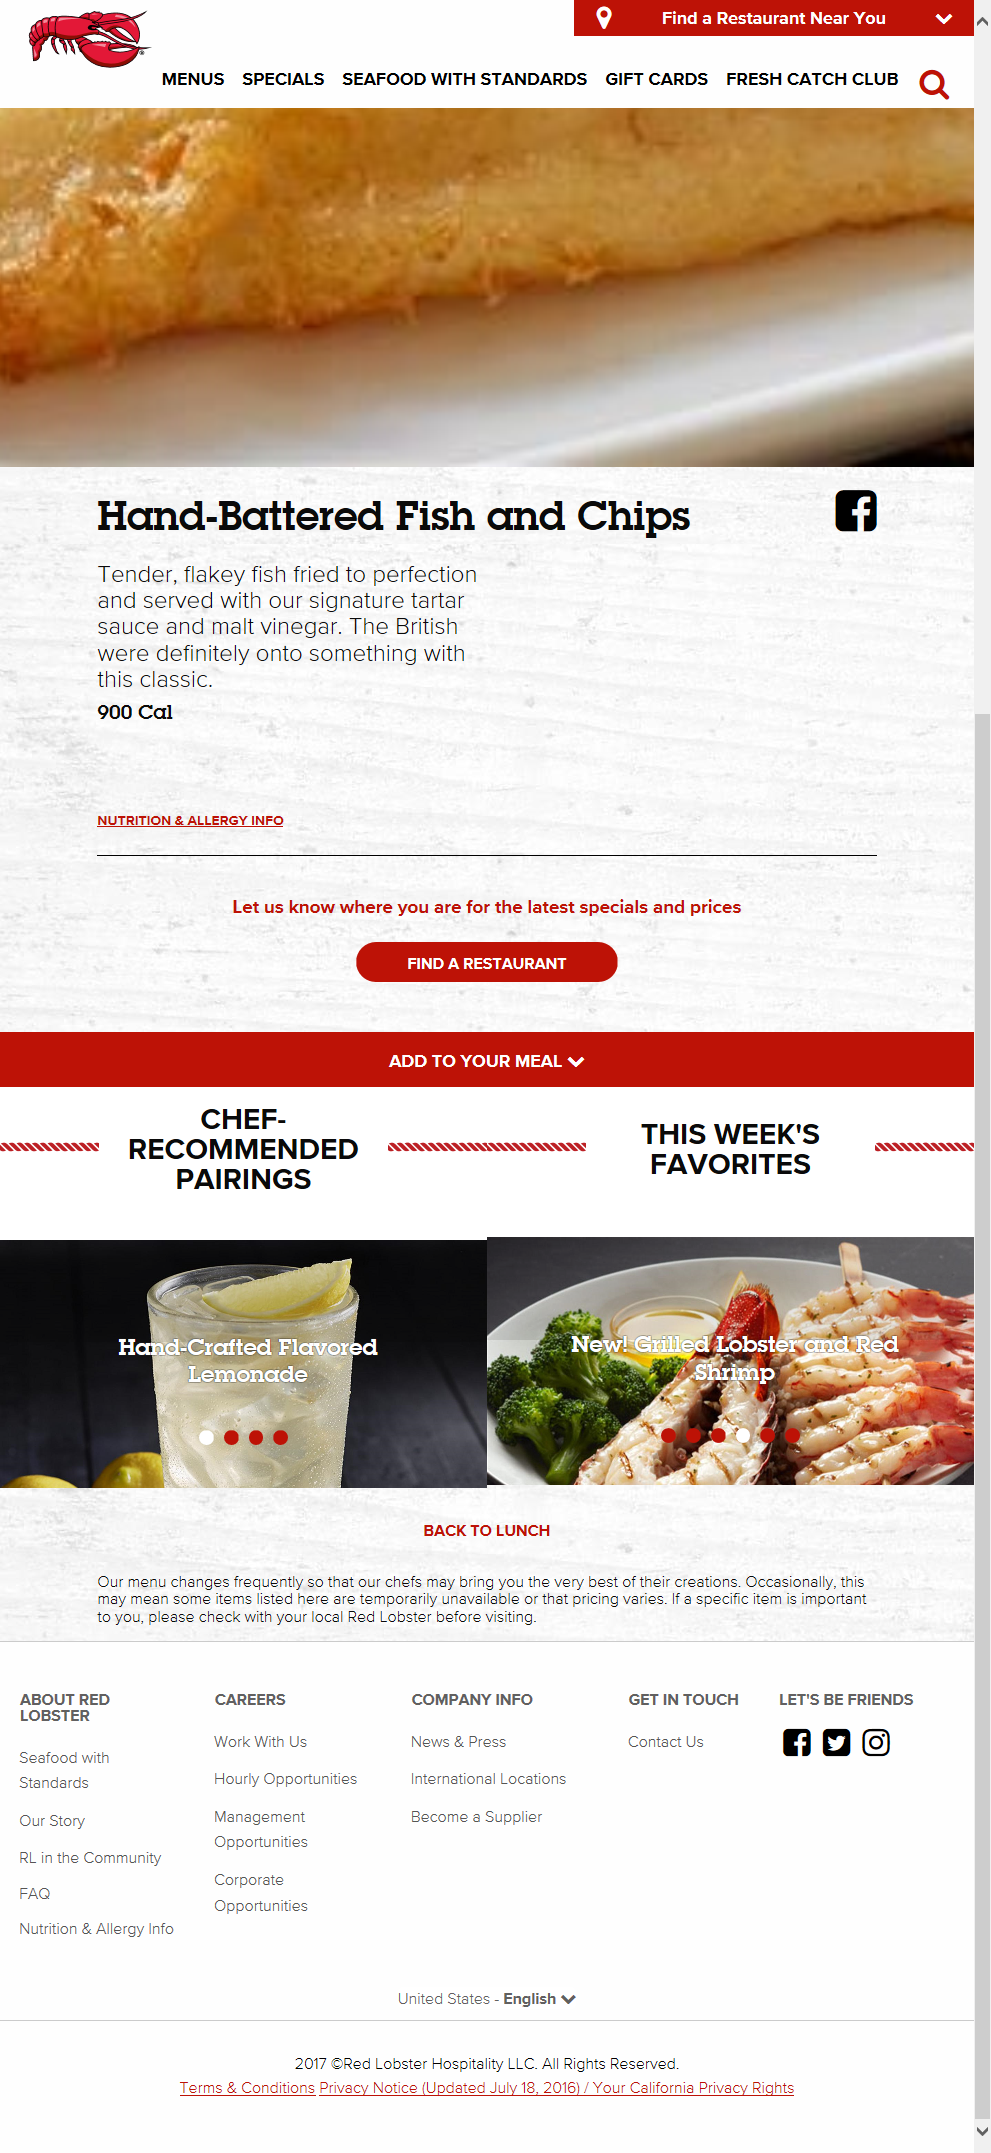 Find a Restaurant Near You
MENUS SPECIALS SEAFOOD WITH STANDARDS GIFT CARDS FRESH CATCH CLUB
Hand-Battered Fish and Chips
Tender, flakey fish fried to perfection
and served with our signature tartar
sauce and malt vinegar. The British
were definitely onto something with
this classic.
900 Cal
NUTRITION & ALLERGY INFO
Let us know where you are for the latest specials and prices
FIND A RESTAURANT
ADD TO YOUR MEAL
CHEF-
RECOMMENDED
PAIRINGS
THIS WEEK'S
FAVORITES
Hand-Crafted Flavored
Lemonade
New! Grilled Lobster and Red
Shrimp
BACK TO LUNCH
Our menu changes frequently so that our chefs may bring you the very best of their creations. Occasionally, this
may mean some items listed here are temporarily unavailable or that pricing varies. If a specific item is important
to you, please check with your local Red Lobster before visiting.
ABOUT RED
LOBSTER
Seafood with
Standards
Our Story
RL in the Community
FAQ
Nutrition & Allergy Info
CAREERS
Work With Us
Hourly Opportunities
Management
Opportunities
Corporate
Opportunities
COMPANY INFO
News & Press
International Locations
Become a Supplier
GET IN TOUCH
Contact Us
LET'S BE FRIENDS
United States - English
2017 ©Red Lobster Hospitality LLC. All Rights Reserved.
Terms & Conditions Privacy Notice (Updated July 18, 2016) / Your California Privacy Rights